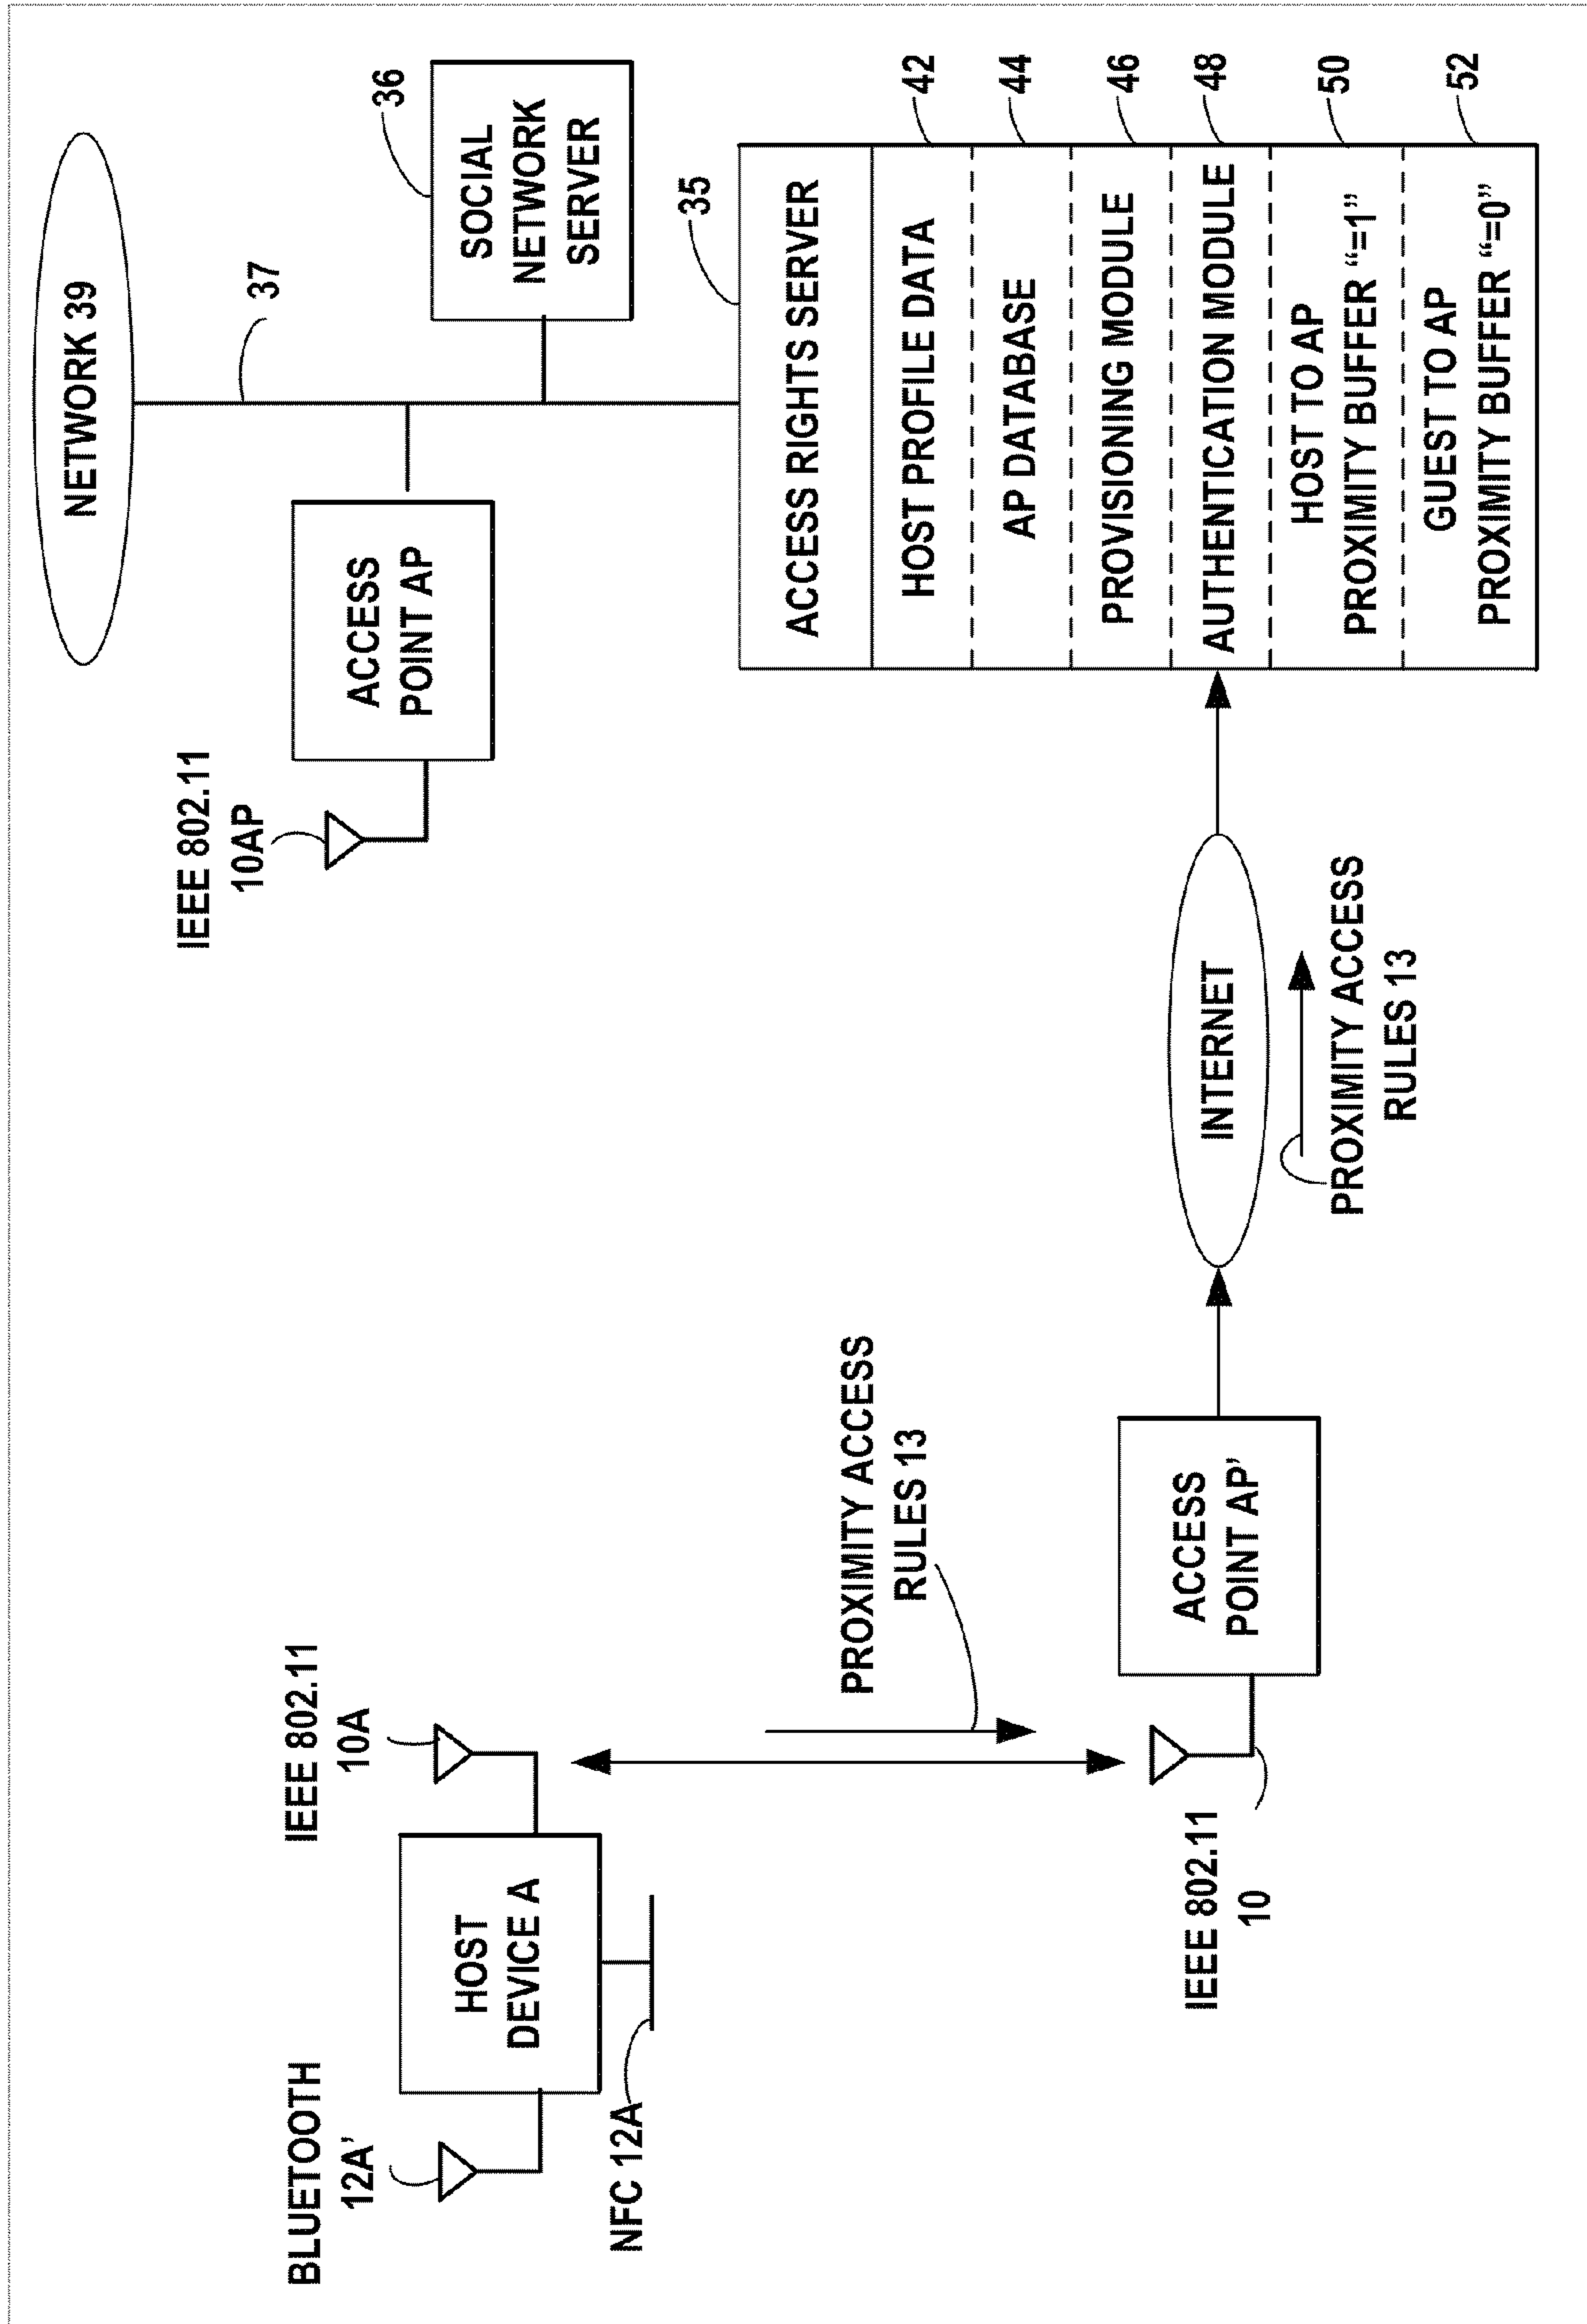 BLUETOOTH
12A'
HOST
DEVICE A
NFC 12A
IEEE 802.11
10A
PROXIMITY ACCESS
RULES 13
IEEE 802.11
10
ACCESS
POINT AP'
INTERNET
PROXIMITY ACCESS
RULES 13
IEEE 802.11
10AP
ACCESS
POINT AP
NETWORK 39
37
SOCIAL
NETWORK
SERVER
36
35
ACCESS RIGHTS SERVER
HOST PROFILE DATA
42
AP DATABASE
44
PROVISIONING MODULE
46
AUTHENTICATION MODULE
48
HOST TO AP
PROXIMITY BUFFER “=1”
50
GUEST TO AP
PROXIMITY BUFFER “=0”
52